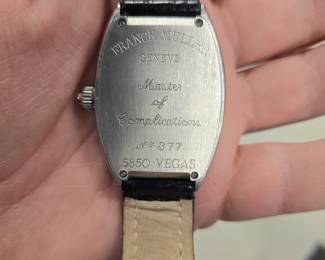 FRANCK MULLER
GENEVE
Master
of
Complications
Nº 377
5850 VEGAS